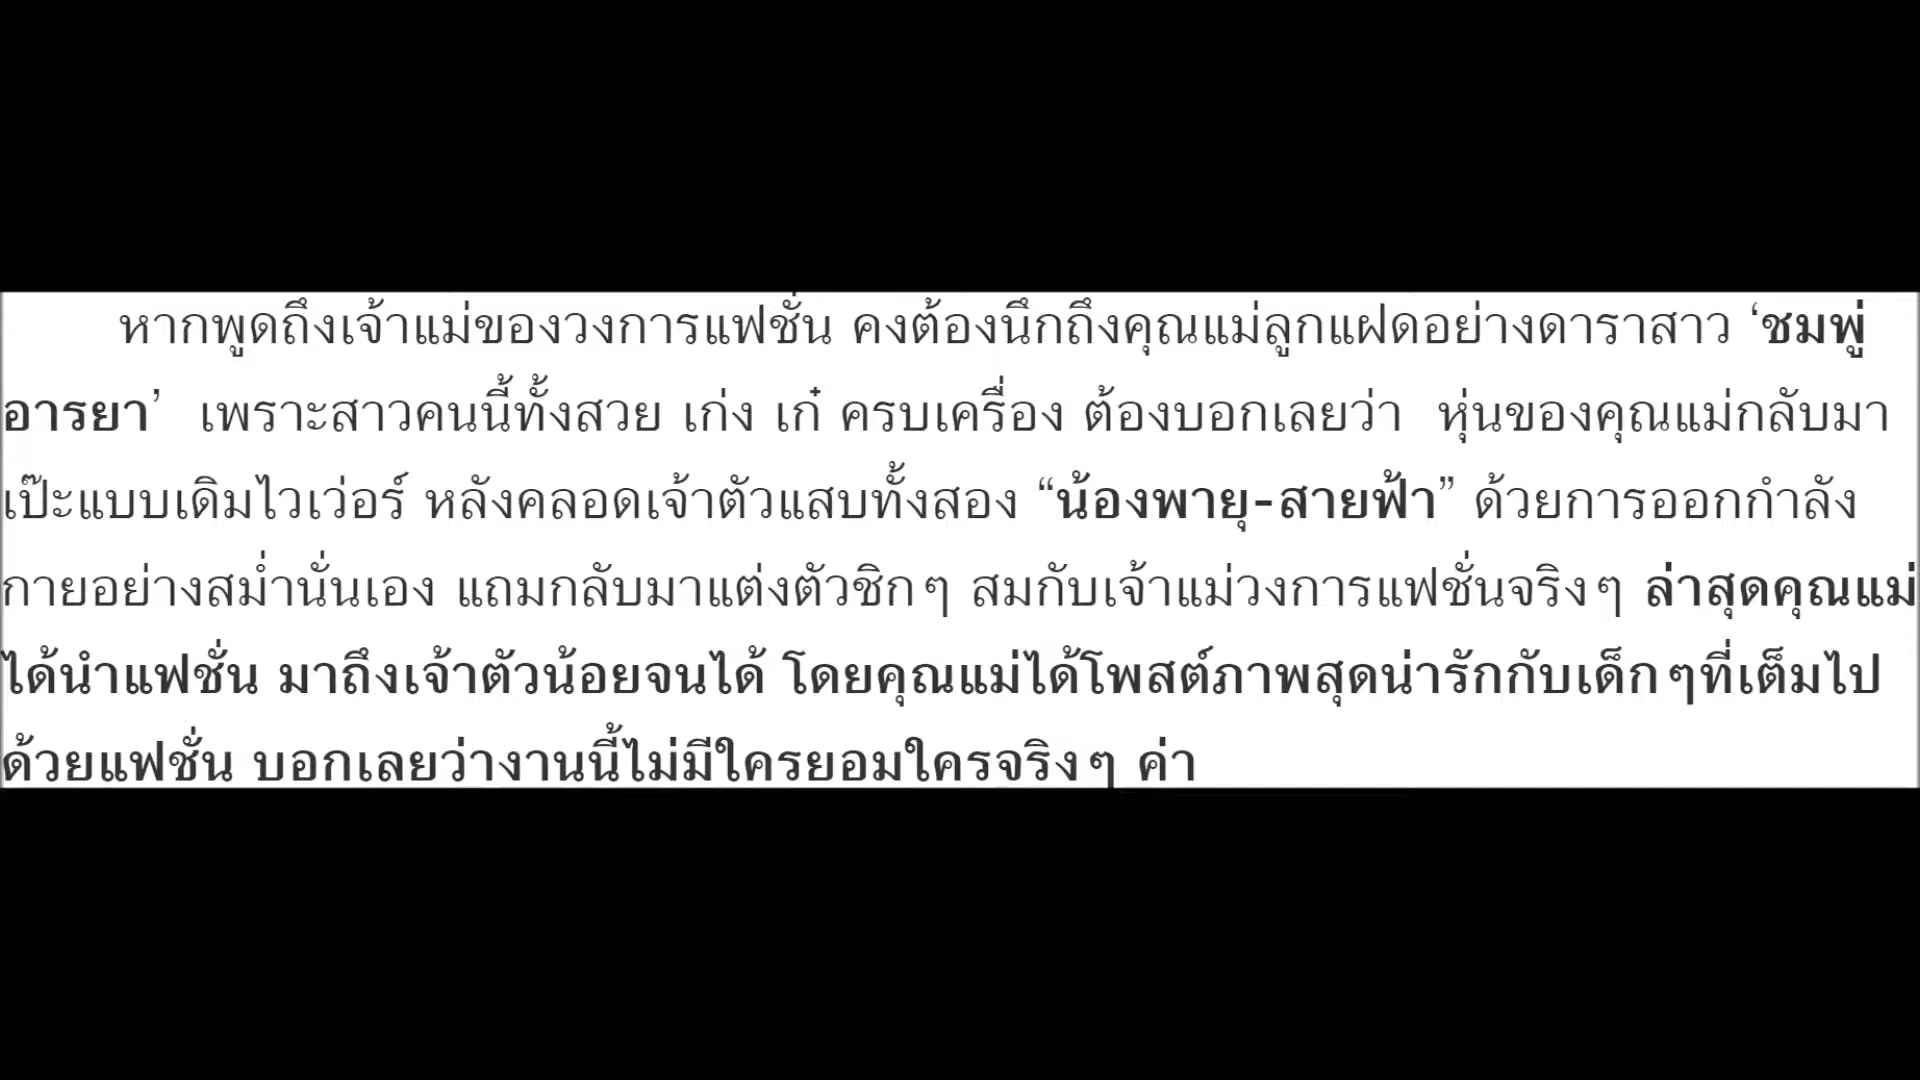 หากพูดถึงเจ้าแม่ของวงการแฟชั่น คงต้องนึกถึงคุณแม่ลูกแฝดอย่างดาราสาว ‘ชมพู่
อารยา’ เพราะสาวคนนี้ทั้งสวย เก่ง เก๋ ครบเครื่อง ต้องบอกเลยว่า หุ่นของคุณแม่กลับมา
เป๊ะแบบเดิมไวเว่อร์ หลังคลอดเจ้าตัวแสบทั้งสอง “น้องพายุ-สายฟ้า” ด้วยการออกกำลัง
กายอย่างสม่ำนั่นเอง แถมกลับมาแต่งตัวชิกๆ สมกับเจ้าแม่วงการแฟชั่นจริงๆ ล่าสุดคุณแม่
ได้นำแฟชั่น มาถึงเจ้าตัวน้อยจนได้ โดยคุณแม่ได้โพสต์ภาพสุดน่ารักกับเด็กๆที่เต็มไป
ด้วยแฟชั่น บอกเลยว่างานนี้ไม่มีใครยอมใครจริงๆ ค่า